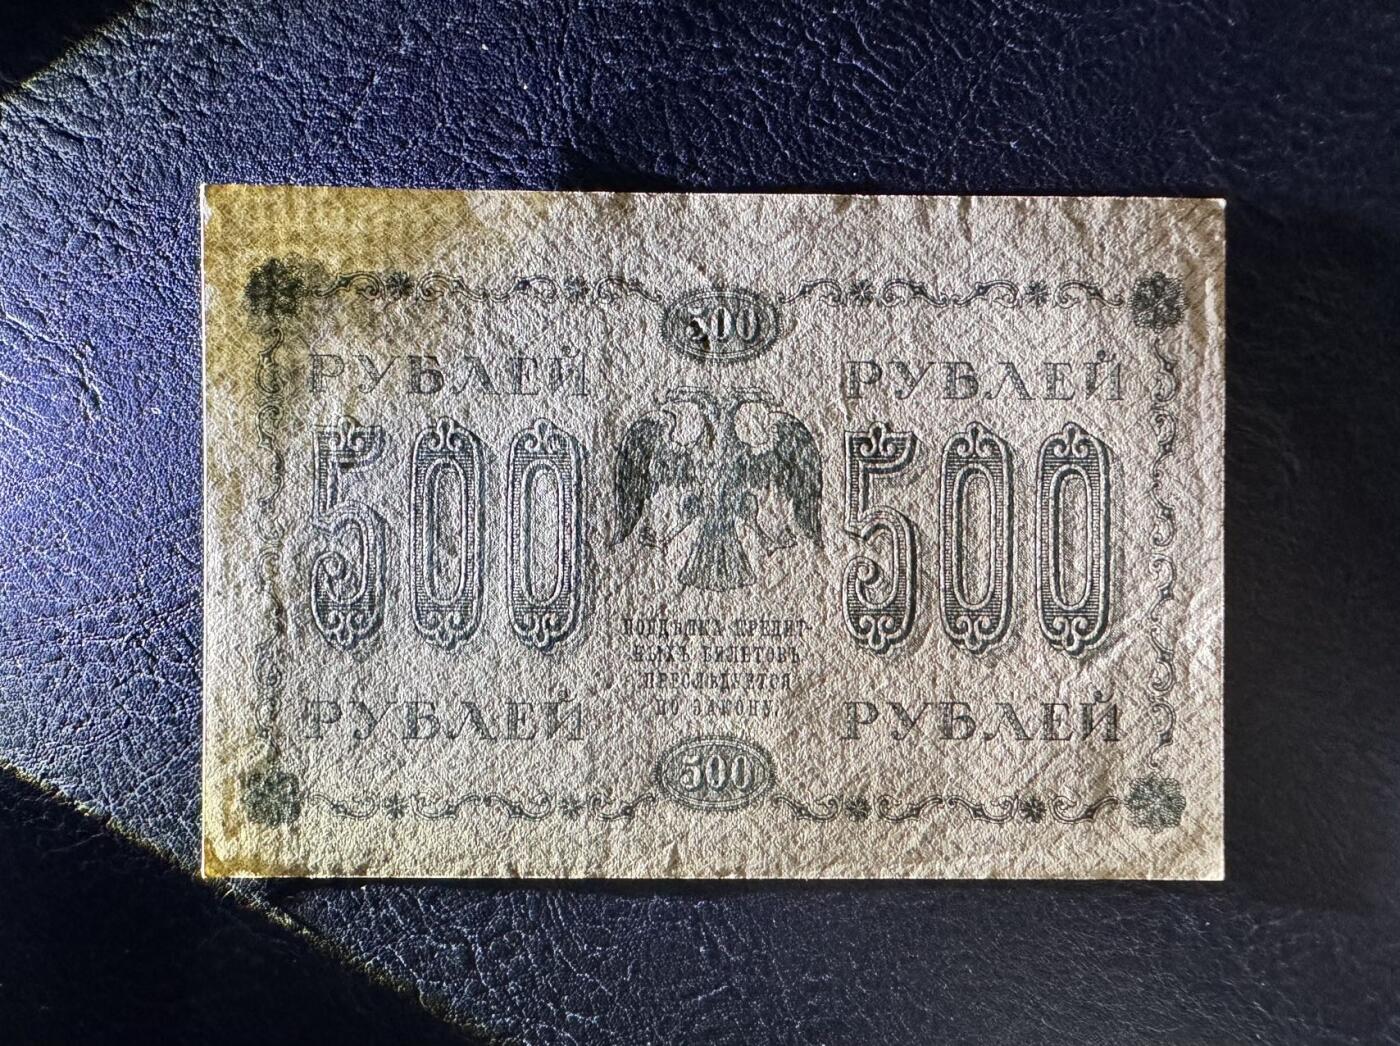 500
РУБЛЕЙ РУБЛЕЙ
500 500
ПОДДѢЛКА КРЕДИТ-
НЫХЪ БИЛЕТОВЪ
ПРЕСЛѢДУЕТСЯ
ПО ЗАКОНУ.
РУБЛЕЙ РУБЛЕЙ
500